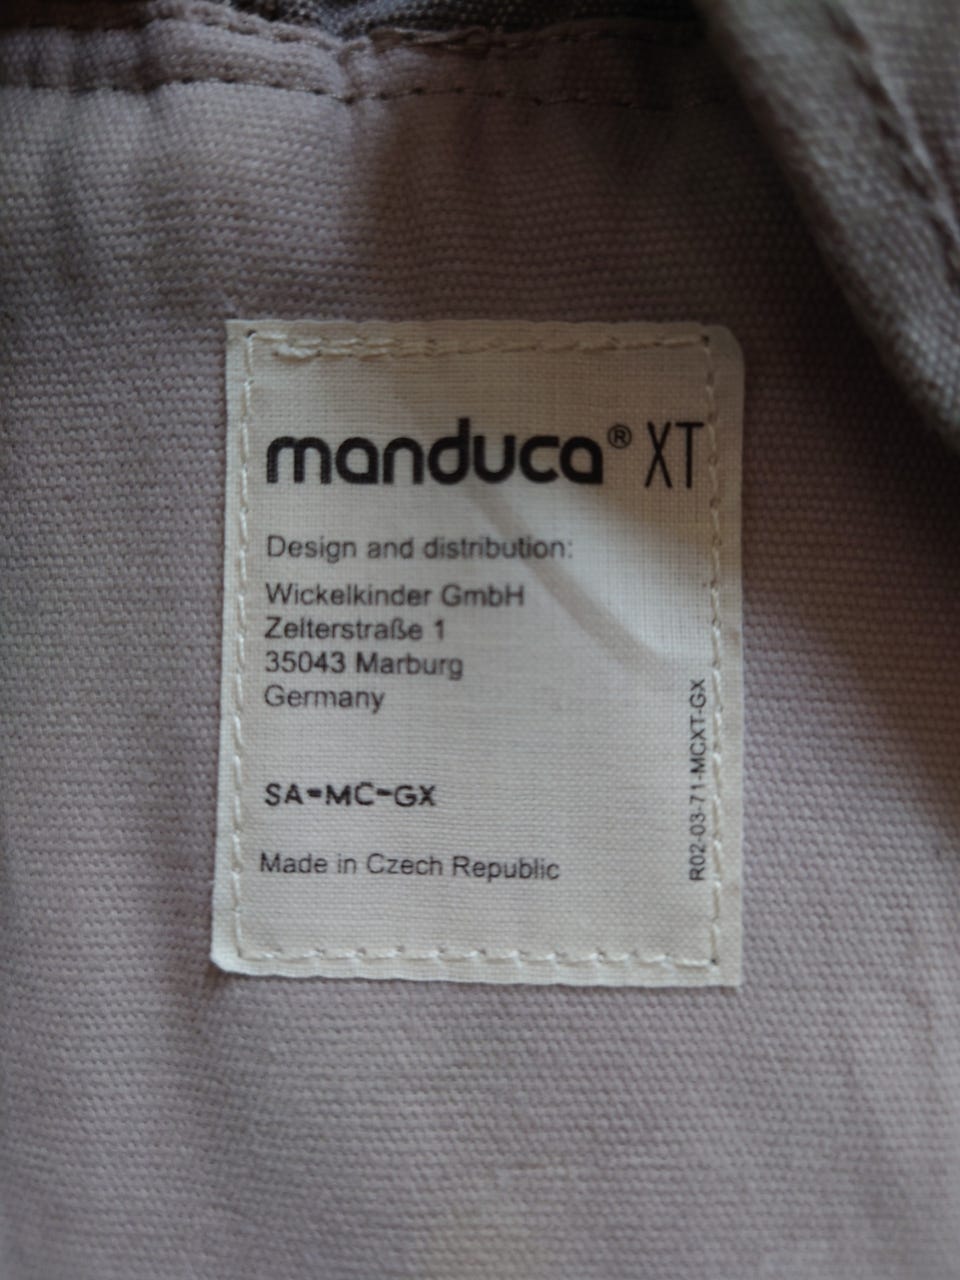 manduca® XT
Design and distribution:
Wickelkinder GmbH
Zelterstraße 1
35043 Marburg
Germany
SA-MC-GX
Made in Czech Republic
R02-03-71-MCXT-GX